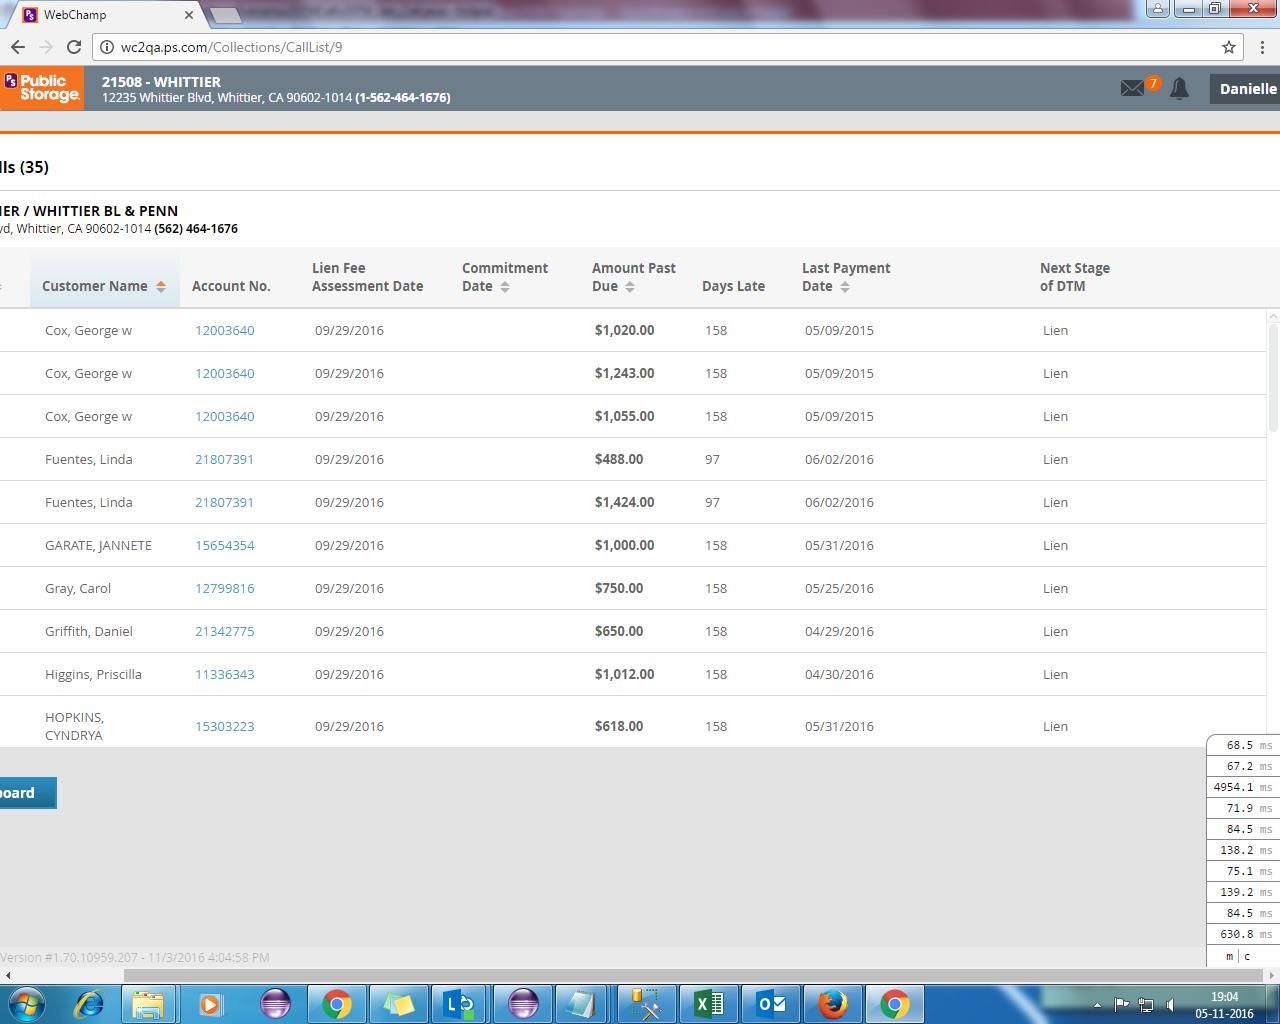 WebChamp
wc2qa.ps.com/Collections/CallList/9
PS Public Storage.
21508 - WHITTIER
12235 Whittier Blvd, Whittier, CA 90602-1014 (1-562-464-1676)
7
Danielle
lls (35)
IER / WHITTIER BL & PENN
vd, Whittier, CA 90602-1014 (562) 464-1676
Customer Name Account No. Lien Fee Assessment Date Commitment Date Amount Past Due Days Late Last Payment Date Next Stage of DTM
Cox, George w 12003640 09/29/2016 $1,020.00 158 05/09/2015 Lien
Cox, George w 12003640 09/29/2016 $1,243.00 158 05/09/2015 Lien
Cox, George w 12003640 09/29/2016 $1,055.00 158 05/09/2015 Lien
Fuentes, Linda 21807391 09/29/2016 $488.00 97 06/02/2016 Lien
Fuentes, Linda 21807391 09/29/2016 $1,424.00 97 06/02/2016 Lien
GARATE, JANNETE 15654354 09/29/2016 $1,000.00 158 05/31/2016 Lien
Gray, Carol 12799816 09/29/2016 $750.00 158 05/25/2016 Lien
Griffith, Daniel 21342775 09/29/2016 $650.00 158 04/29/2016 Lien
Higgins, Priscilla 11336343 09/29/2016 $1,012.00 158 04/30/2016 Lien
HOPKINS, CYNDRYA 15303223 09/29/2016 $618.00 158 05/31/2016 Lien
68.5 ms
67.2 ms
4954.1 ms
71.9 ms
84.5 ms
138.2 ms
75.1 ms
139.2 ms
84.5 ms
630.8 ms
m | c
board
Version #1.70.10959.207 - 11/3/2016 4:04:58 PM
19:04
05-11-2016